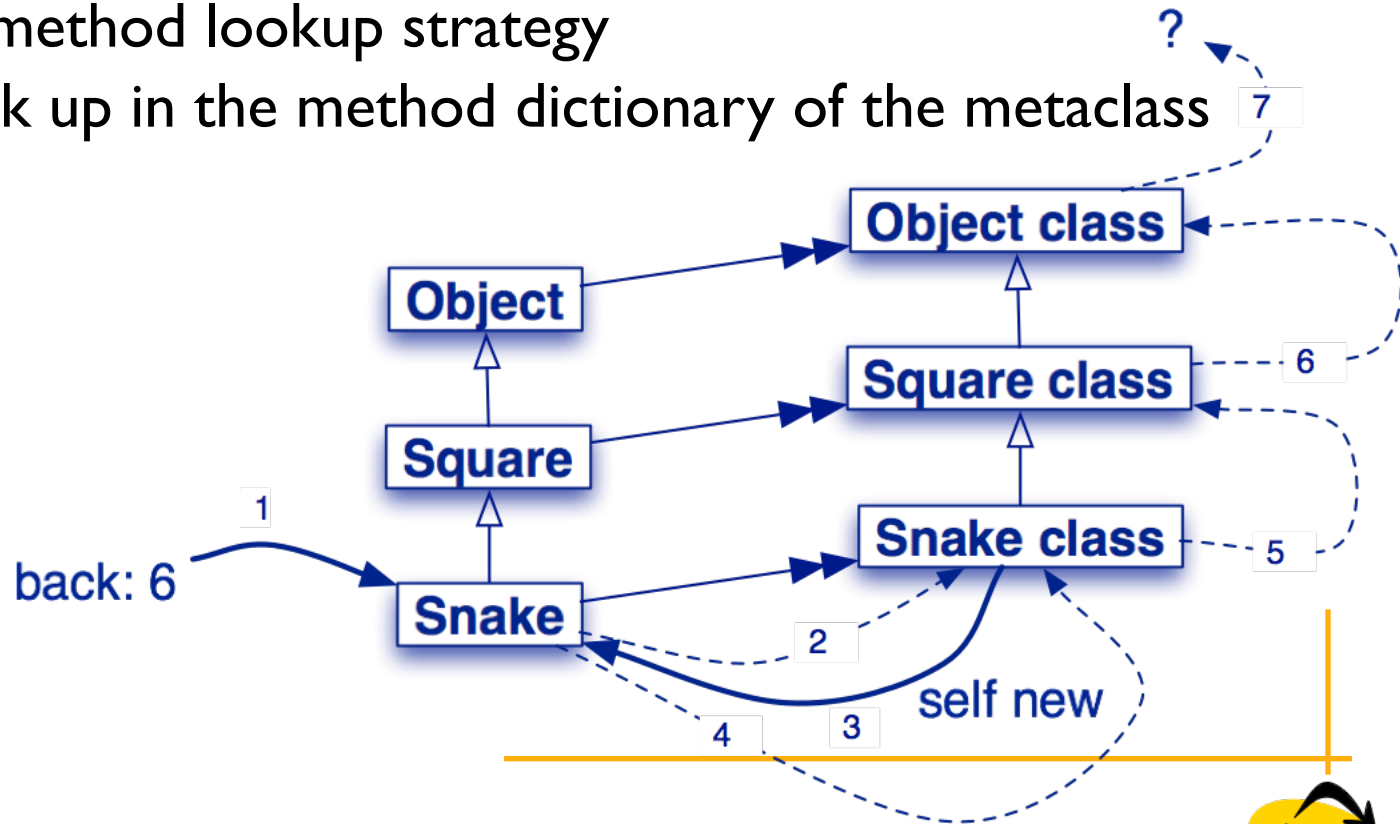 method lookup strategy
?
k up in the method dictionary of the metaclass
7
Object class
Object
Square class
6
Square
1
Snake class
5
back: 6
Snake
2
self new
3
4